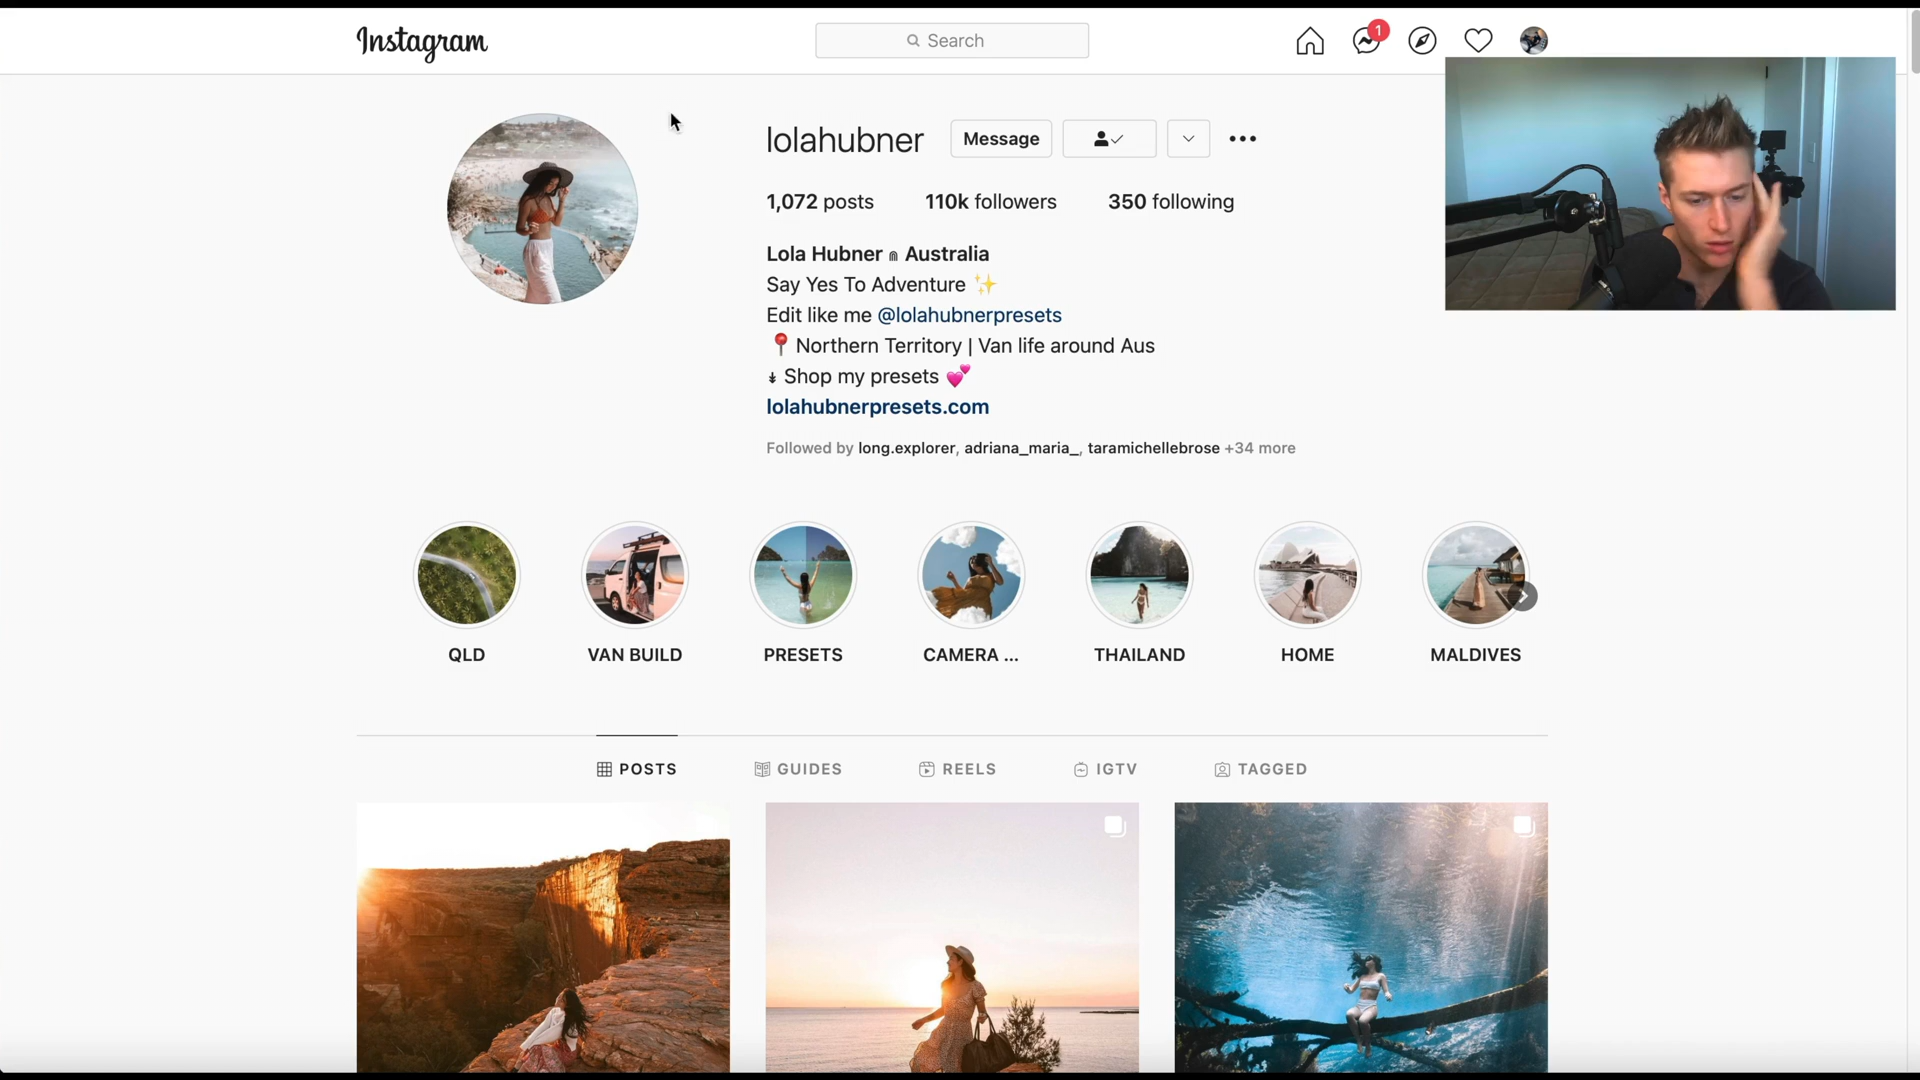 Instagram
Search
1
lolahubner Message
1,072 posts 110k followers 350 following
Lola Hubner ⋒ Australia
Say Yes To Adventure ✨
Edit like me @lolahubnerpresets
📍 Northern Territory | Van life around Aus
↡ Shop my presets 💕
lolahubnerpresets.com
Followed by long.explorer, adriana_maria_, taramichellebrose +34 more
QLD VAN BUILD PRESETS CAMERA ... THAILAND HOME MALDIVES
POSTS GUIDES REELS IGTV TAGGED